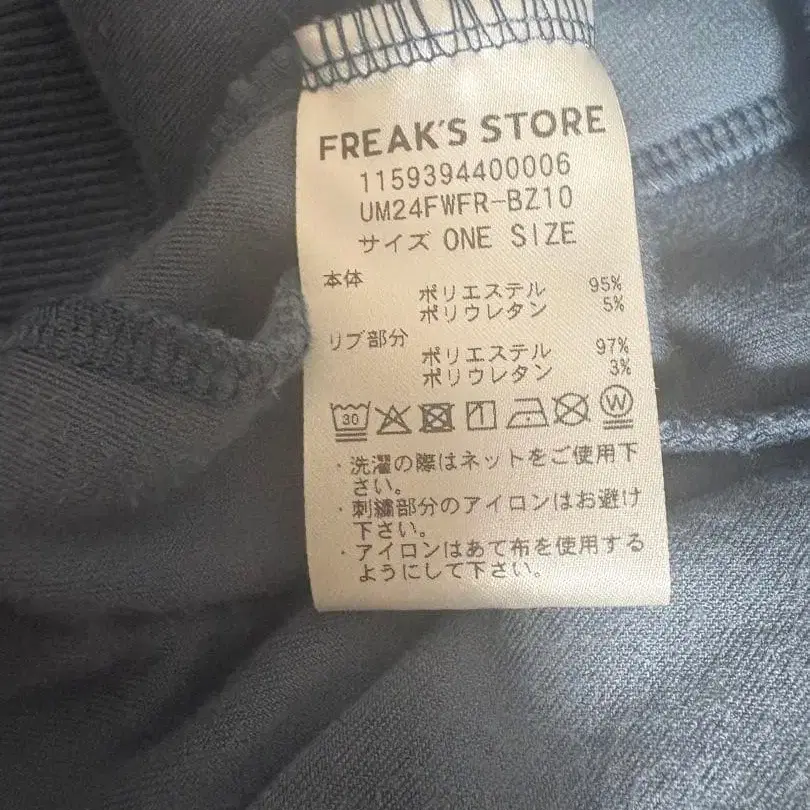 FREAK'S STORE
1159394400006
UM24FWFR-BZ10
サイズ ONE SIZE
本体
ポリエステル 95%
ポリウレタン 5%
リブ部分
ポリエステル 97%
ポリウレタン 3%
30 W
・洗濯の際はネットをご使用下
さい。
・刺繍部分のアイロンはお避け
下さい。
・アイロンはあて布を使用する
ようにして下さい。